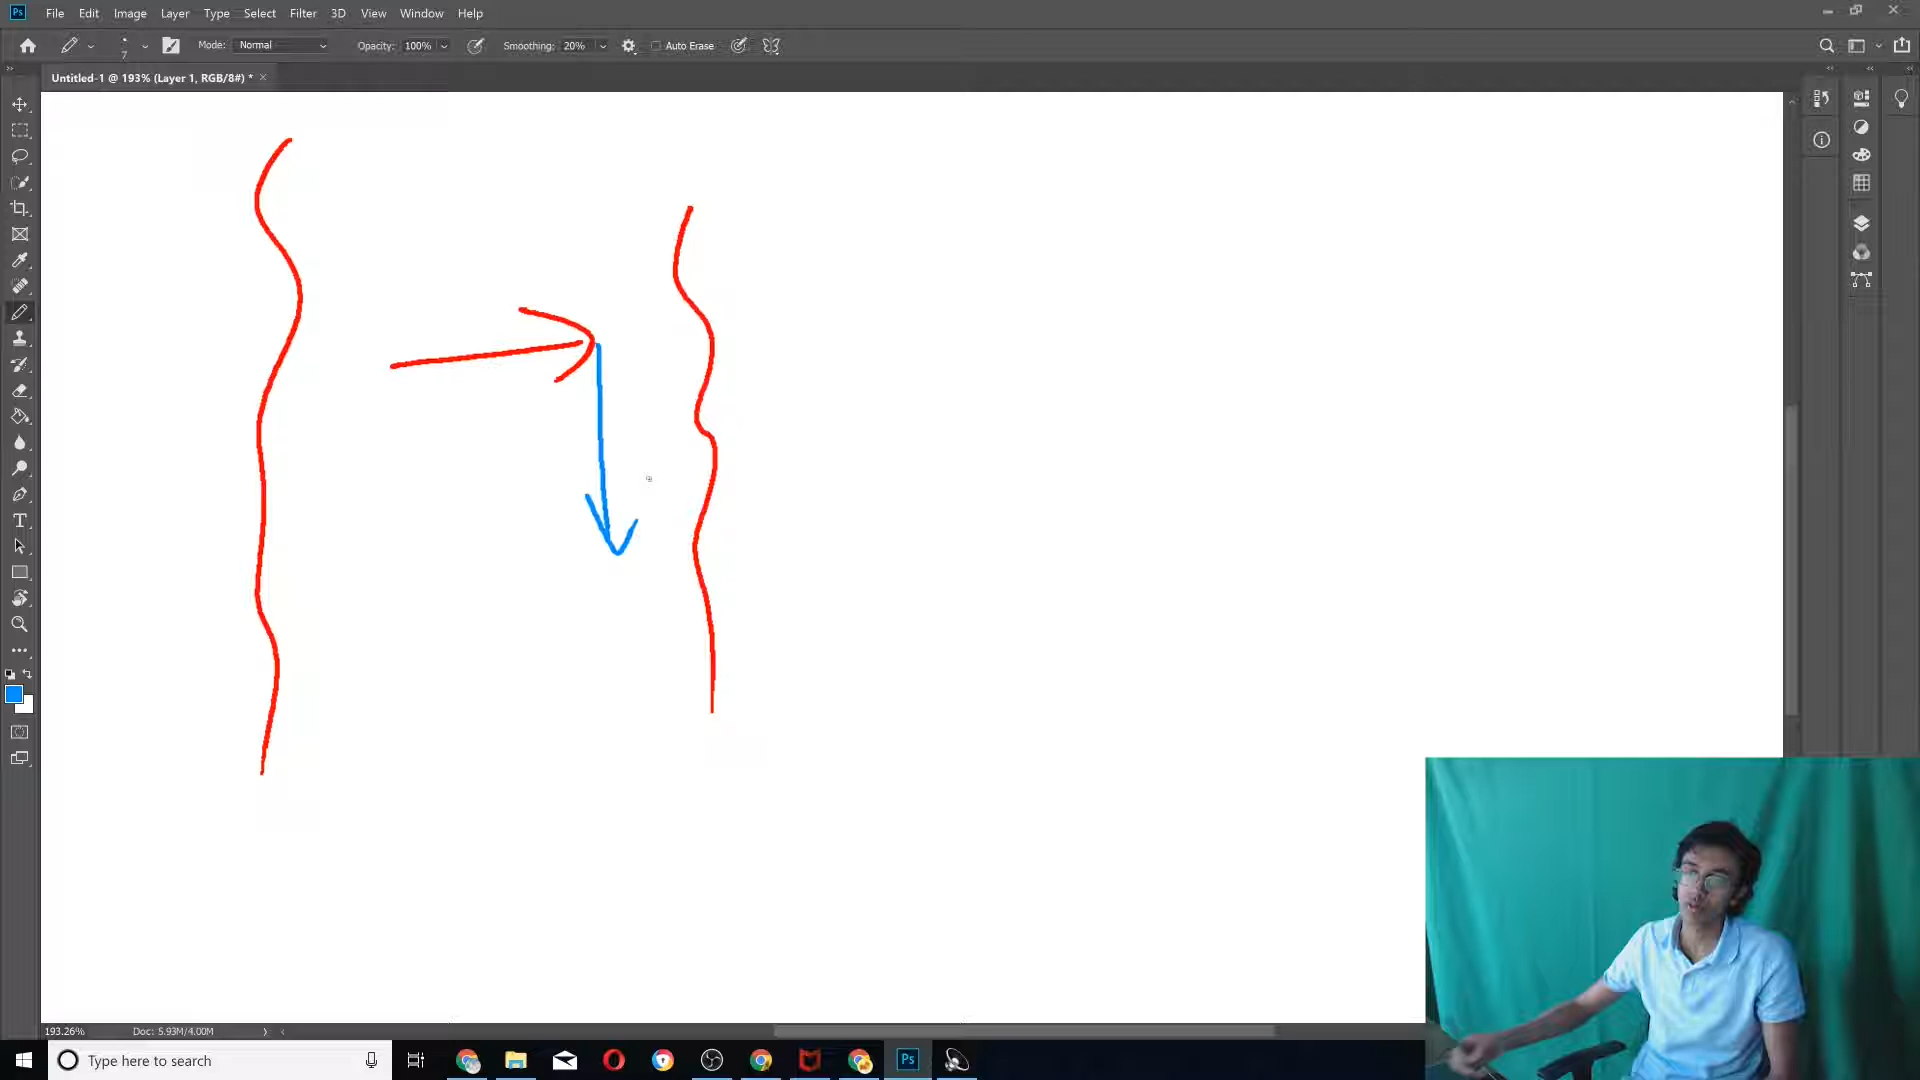 Ps File Edit Image Layer Type Select Filter 3D View Window Help
7 Mode: Normal Opacity: 100% Smoothing: 20% Auto Erase
Untitled-1 @ 193% (Layer 1, RGB/8#) * ×
T
193.26% Doc: 5.93M/4.00M
Type here to search
Ps